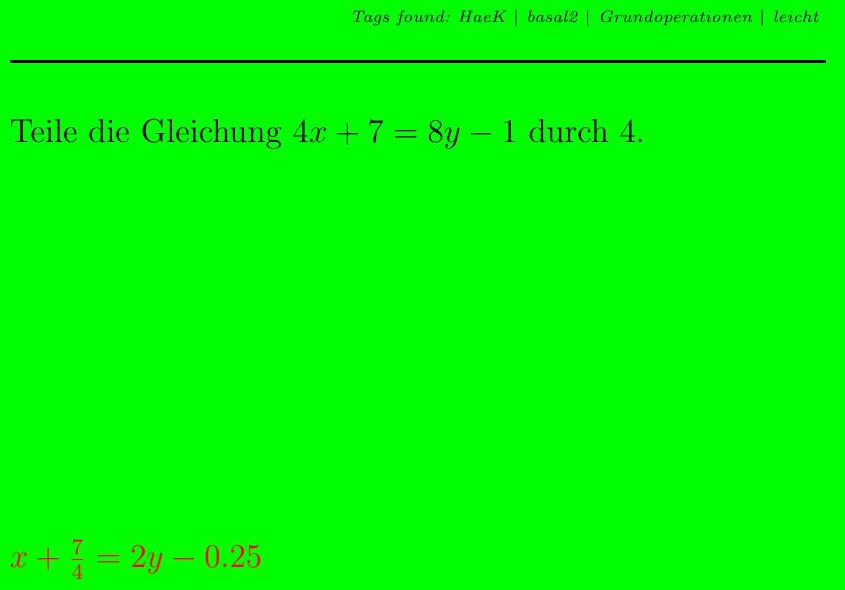 Tags found: HaeK | basal2 | Grundoperationen | leicht
Teile die Gleichung 4x + 7 = 8y − 1 durch 4.
x + 7/4 = 2y − 0.25